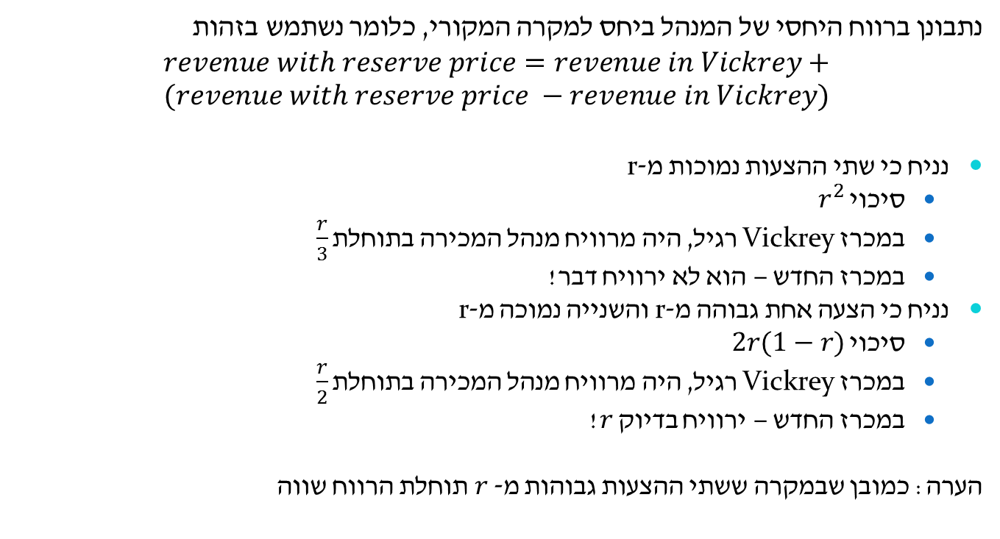 נתבונן ברווח היחסי של המנהל ביחס למקרה המקורי, כלומר נשתמש בזהות
revenue with reserve price = revenue in Vickrey +
(revenue with reserve price − revenue in Vickrey)
• נניח כי שתי ההצעות נמוכות מ-r
• סיכוי r²
• במכרז Vickrey רגיל, היה מרוויח מנהל המכירה בתוחלת r/3
• במכרז החדש – הוא לא ירוויח דבר!
• נניח כי הצעה אחת גבוהה מ-r והשנייה נמוכה מ-r
• סיכוי 2r(1 − r)
• במכרז Vickrey רגיל, היה מרוויח מנהל המכירה בתוחלת r/2
• במכרז החדש – ירוויח בדיוק r!
הערה: כמובן שבמקרה ששתי ההצעות גבוהות מ- r תוחלת הרווח שווה